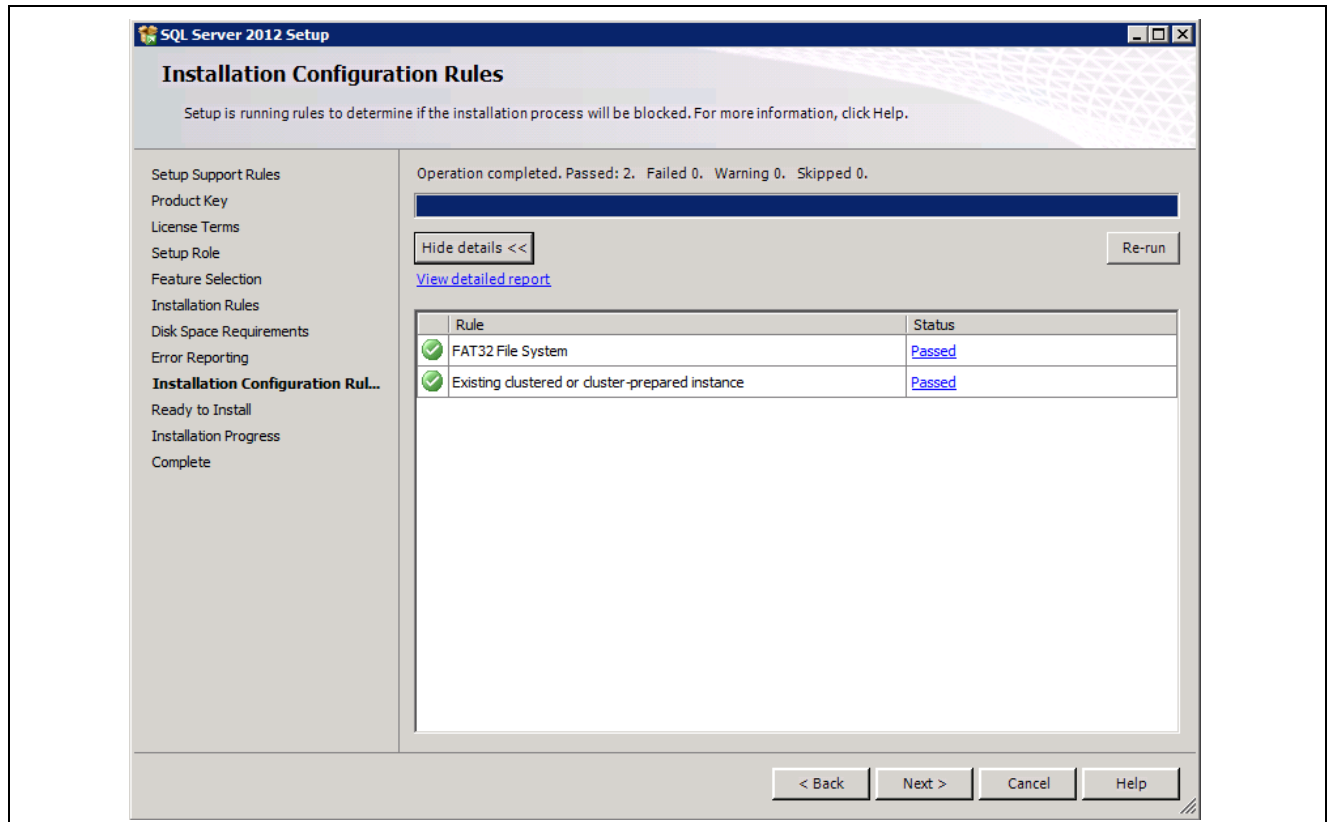 SQL Server 2012 Setup
Installation Configuration Rules
Setup is running rules to determine if the installation process will be blocked. For more information, click Help.
Setup Support Rules
Product Key
License Terms
Setup Role
Feature Selection
Installation Rules
Disk Space Requirements
Error Reporting
Installation Configuration Rul...
Ready to Install
Installation Progress
Complete
Operation completed. Passed: 2. Failed 0. Warning 0. Skipped 0.
Hide details <<
Re-run
View detailed report
Rule Status
FAT32 File System Passed
Existing clustered or cluster-prepared instance Passed
< Back Next > Cancel Help